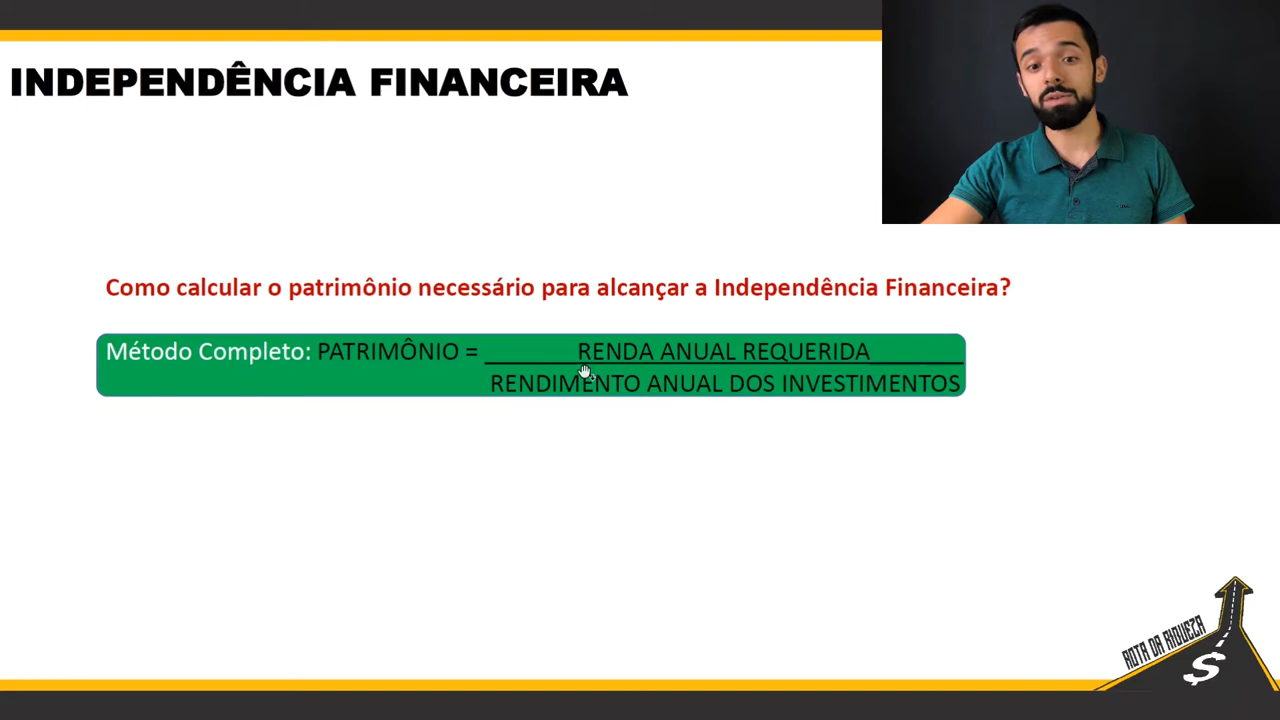 INDEPENDÊNCIA FINANCEIRA
Como calcular o patrimônio necessário para alcançar a Independência Financeira?
Método Completo: PATRIMÔNIO = RENDA ANUAL REQUERIDA
RENDIMENTO ANUAL DOS INVESTIMENTOS
ROTA DA RIQUEZA
$